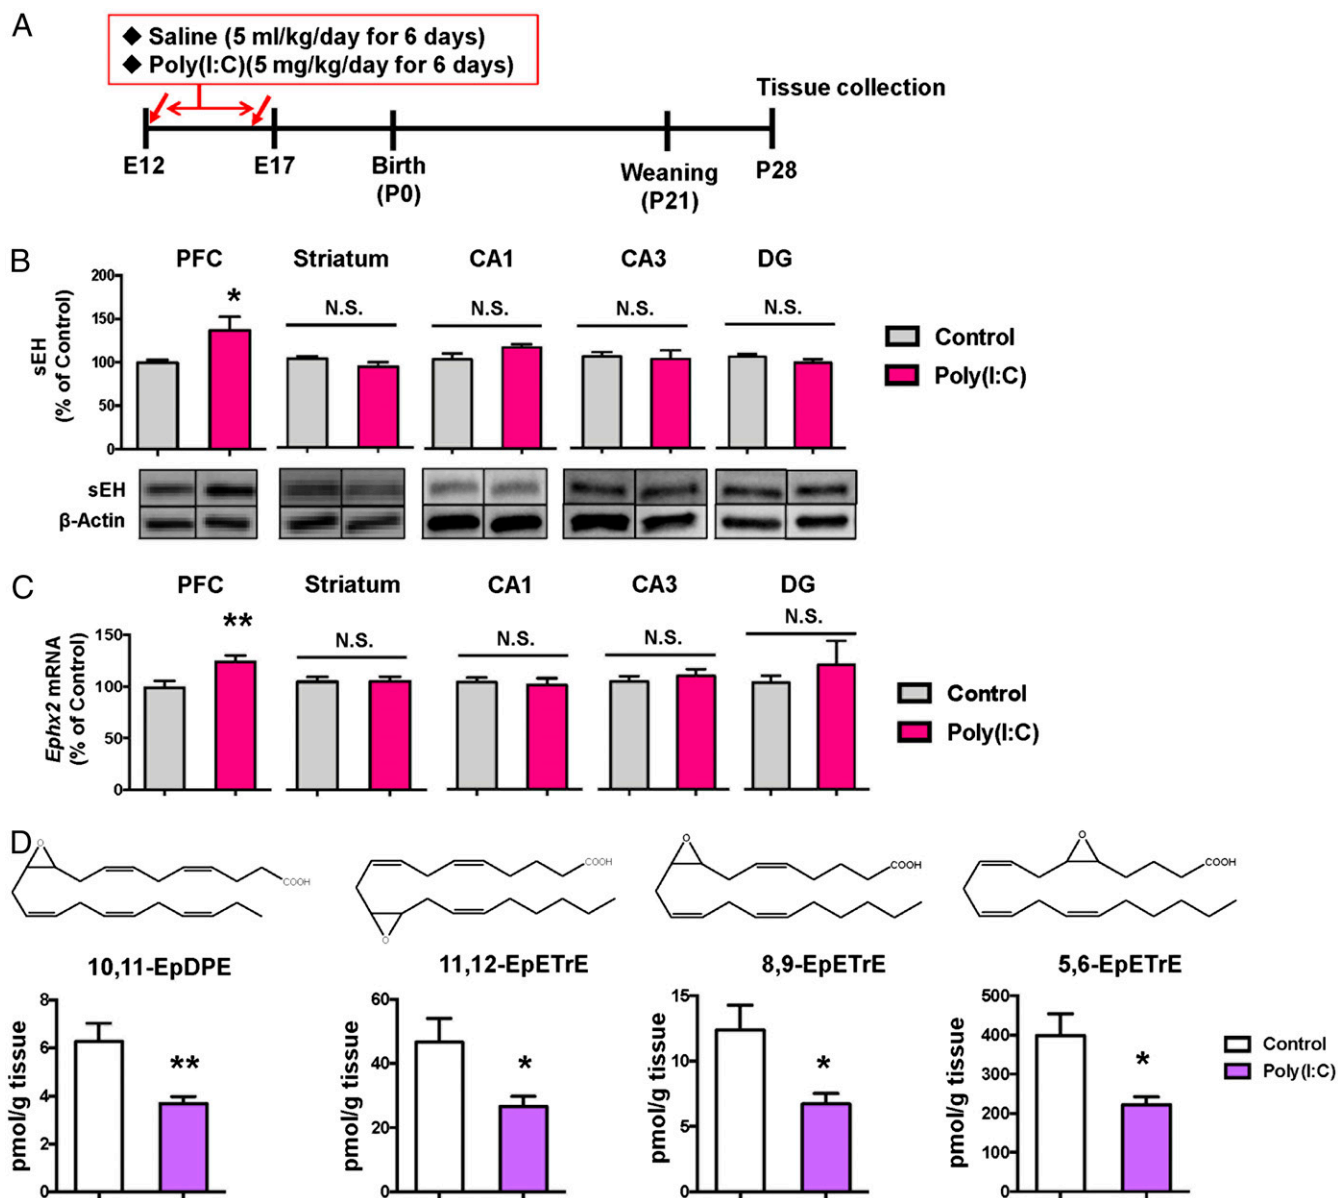 A
◆ Saline (5 ml/kg/day for 6 days)
◆ Poly(I:C)(5 mg/kg/day for 6 days)
Tissue collection
E12
E17
Birth
(P0)
Weaning
(P21)
P28
B
PFC
Striatum
CA1
CA3
DG
sEH
(% of Control)
200
150
100
50
0
*
N.S.
N.S.
N.S.
N.S.
Control
Poly(I:C)
sEH
β-Actin
C
PFC
Striatum
CA1
CA3
DG
Ephx2 mRNA
(% of Control)
150
100
50
0
**
N.S.
N.S.
N.S.
N.S.
Control
Poly(I:C)
D
O
COOH
COOH
O
O
COOH
O
COOH
10,11-EpDPE
11,12-EpETrE
8,9-EpETrE
5,6-EpETrE
pmol/g tissue
8
6
4
2
0
**
pmol/g tissue
60
40
20
0
*
pmol/g tissue
15
10
5
0
*
pmol/g tissue
500
400
300
200
100
0
*
Control
Poly(I:C)